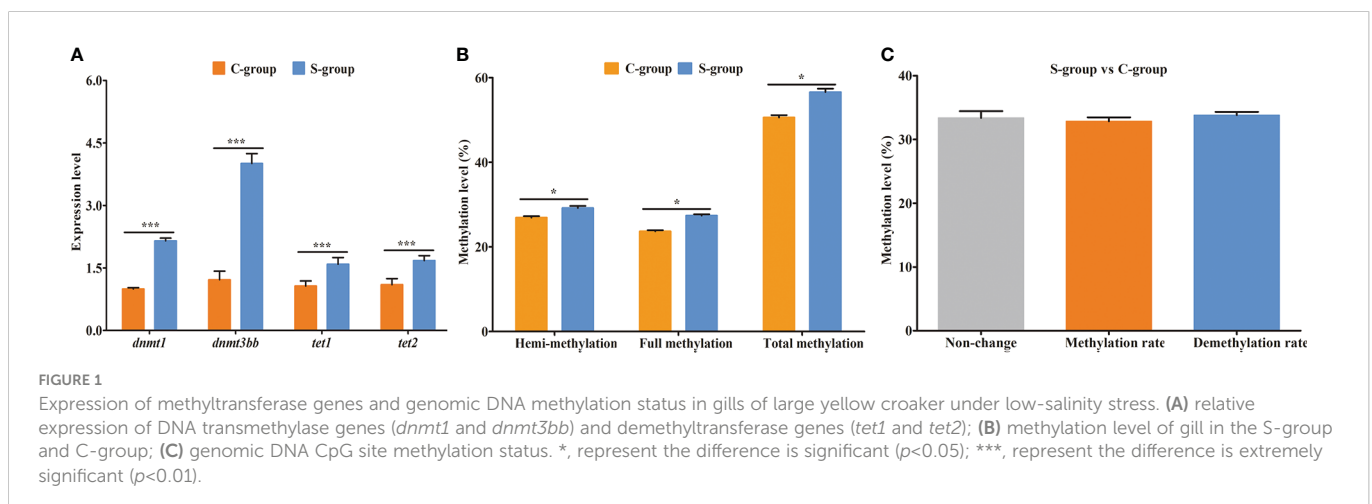 A
C-group S-group
6.0
4.5
3.0
1.5
0.0
Expression level
***
***
***
***
dnmt1 dnmt3bb tet1 tet2
B
C-group S-group
60
40
20
0
Methylation level (%)
*
*
*
Hemi-methylation Full methylation Total methylation
C
S-group vs C-group
40
30
20
10
0
Methylation level (%)
Non-change Methylation rate Demethylation rate
FIGURE 1
Expression of methyltransferase genes and genomic DNA methylation status in gills of large yellow croaker under low-salinity stress. (A) relative
expression of DNA transmethylase genes (dnmt1 and dnmt3bb) and demethyltransferase genes (tet1 and tet2); (B) methylation level of gill in the S-group
and C-group; (C) genomic DNA CpG site methylation status. *, represent the difference is significant (p<0.05); ***, represent the difference is extremely
significant (p<0.01).